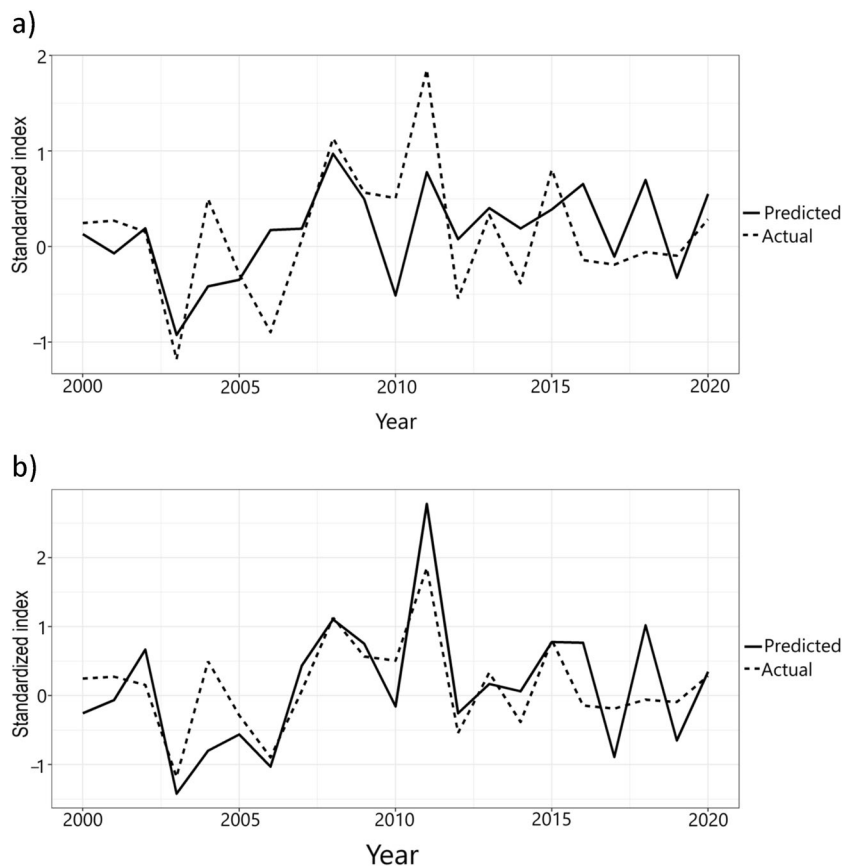 a)
2
1
0
−1
Standardized index
Predicted
Actual
2000 2005 2010 2015 2020
Year
b)
2
1
0
−1
Standardized index
Predicted
Actual
2000 2005 2010 2015 2020
Year